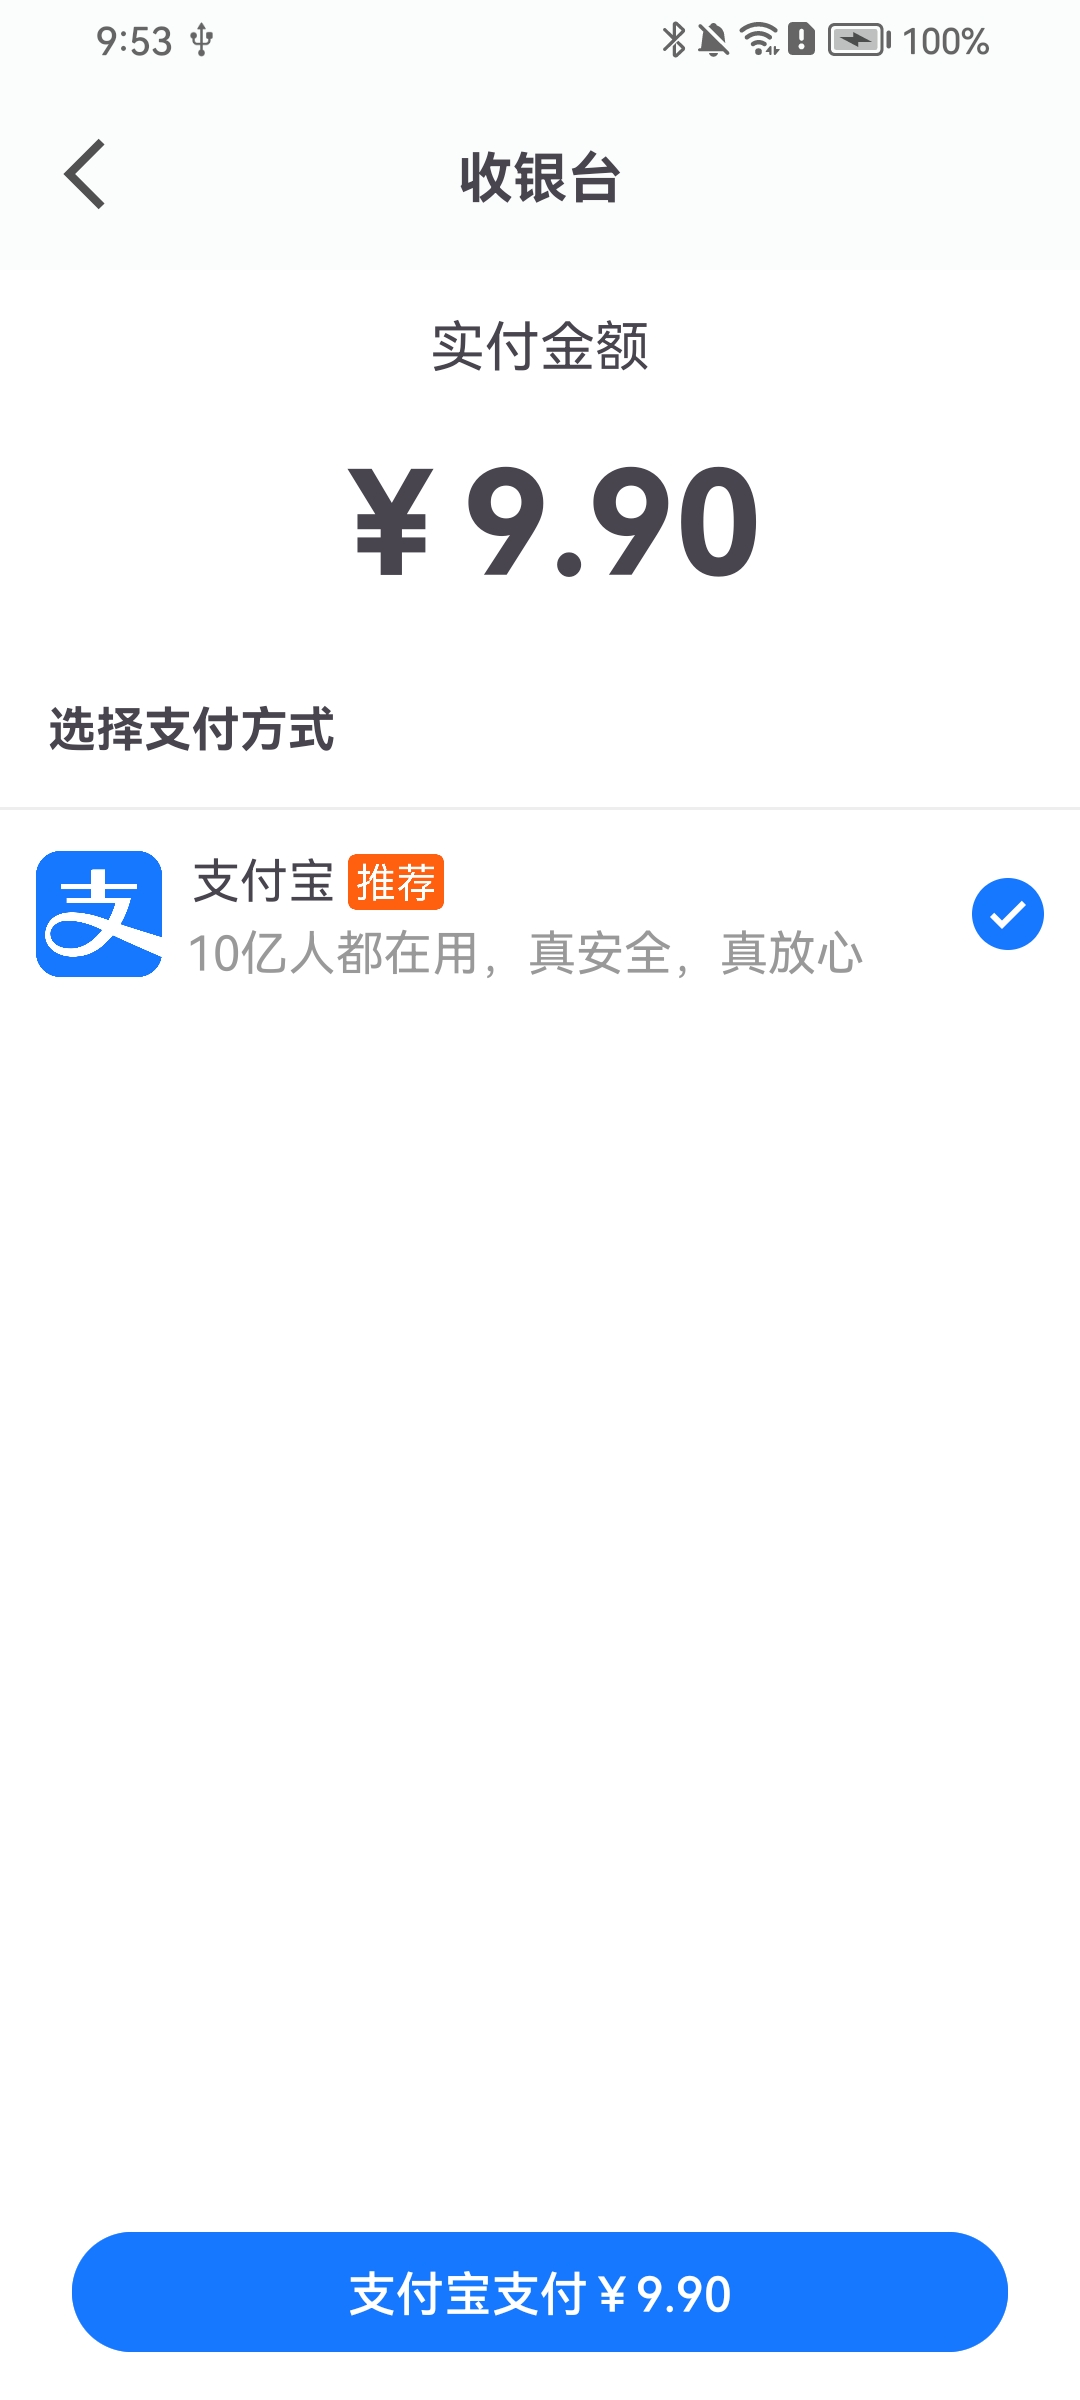 9:53 100%
收银台
实付金额
￥9.90
选择支付方式
支付宝 推荐
10亿人都在用，真安全，真放心
支付宝支付￥9.90